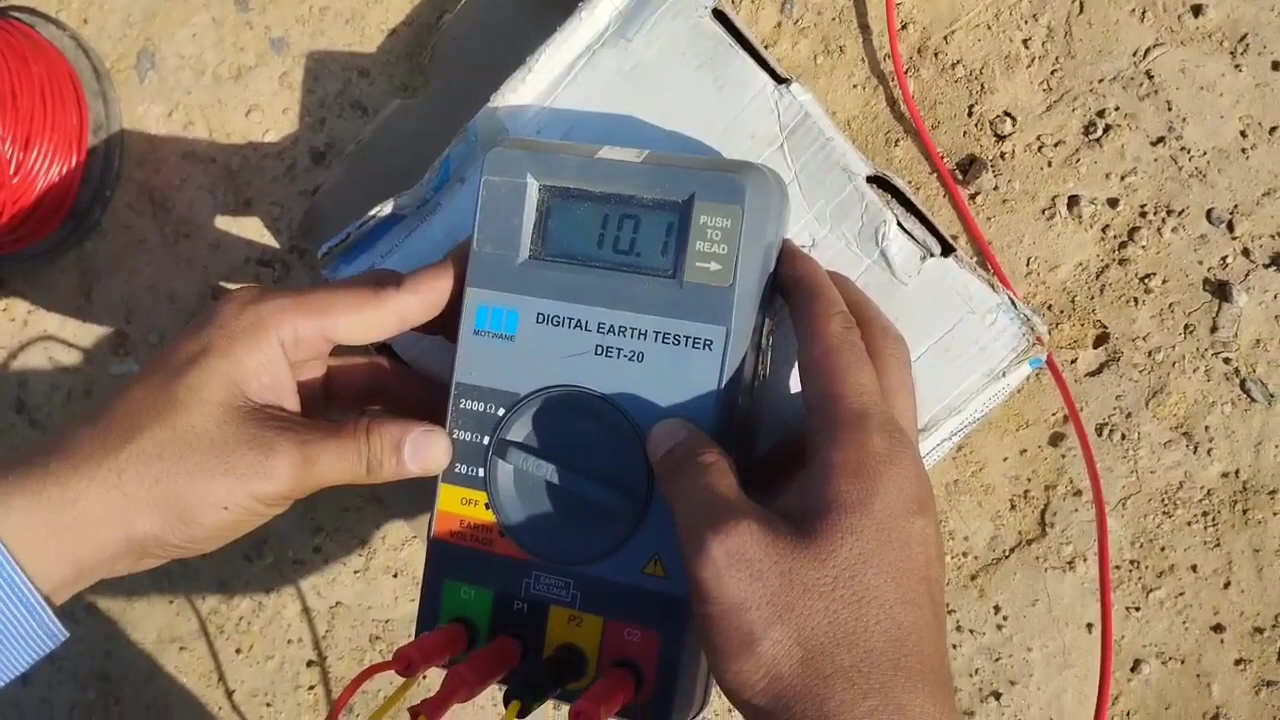 10.1
PUSH
TO
READ
MOTWANE
DIGITAL EARTH TESTER
DET-20
2000 Ω
200 Ω
20 Ω
OFF
EARTH
VOLTAGE
EARTH
VOLTAGE
C1
P1
P2
C2